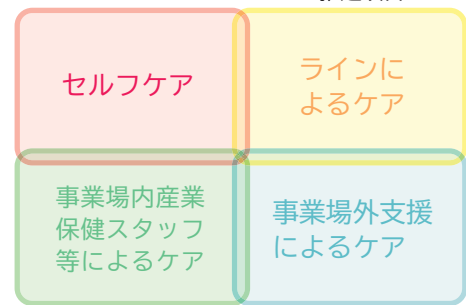 セルフケア
ラインに
よるケア
事業場内産業
保健スタッフ
等によるケア
事業場外支援
によるケア